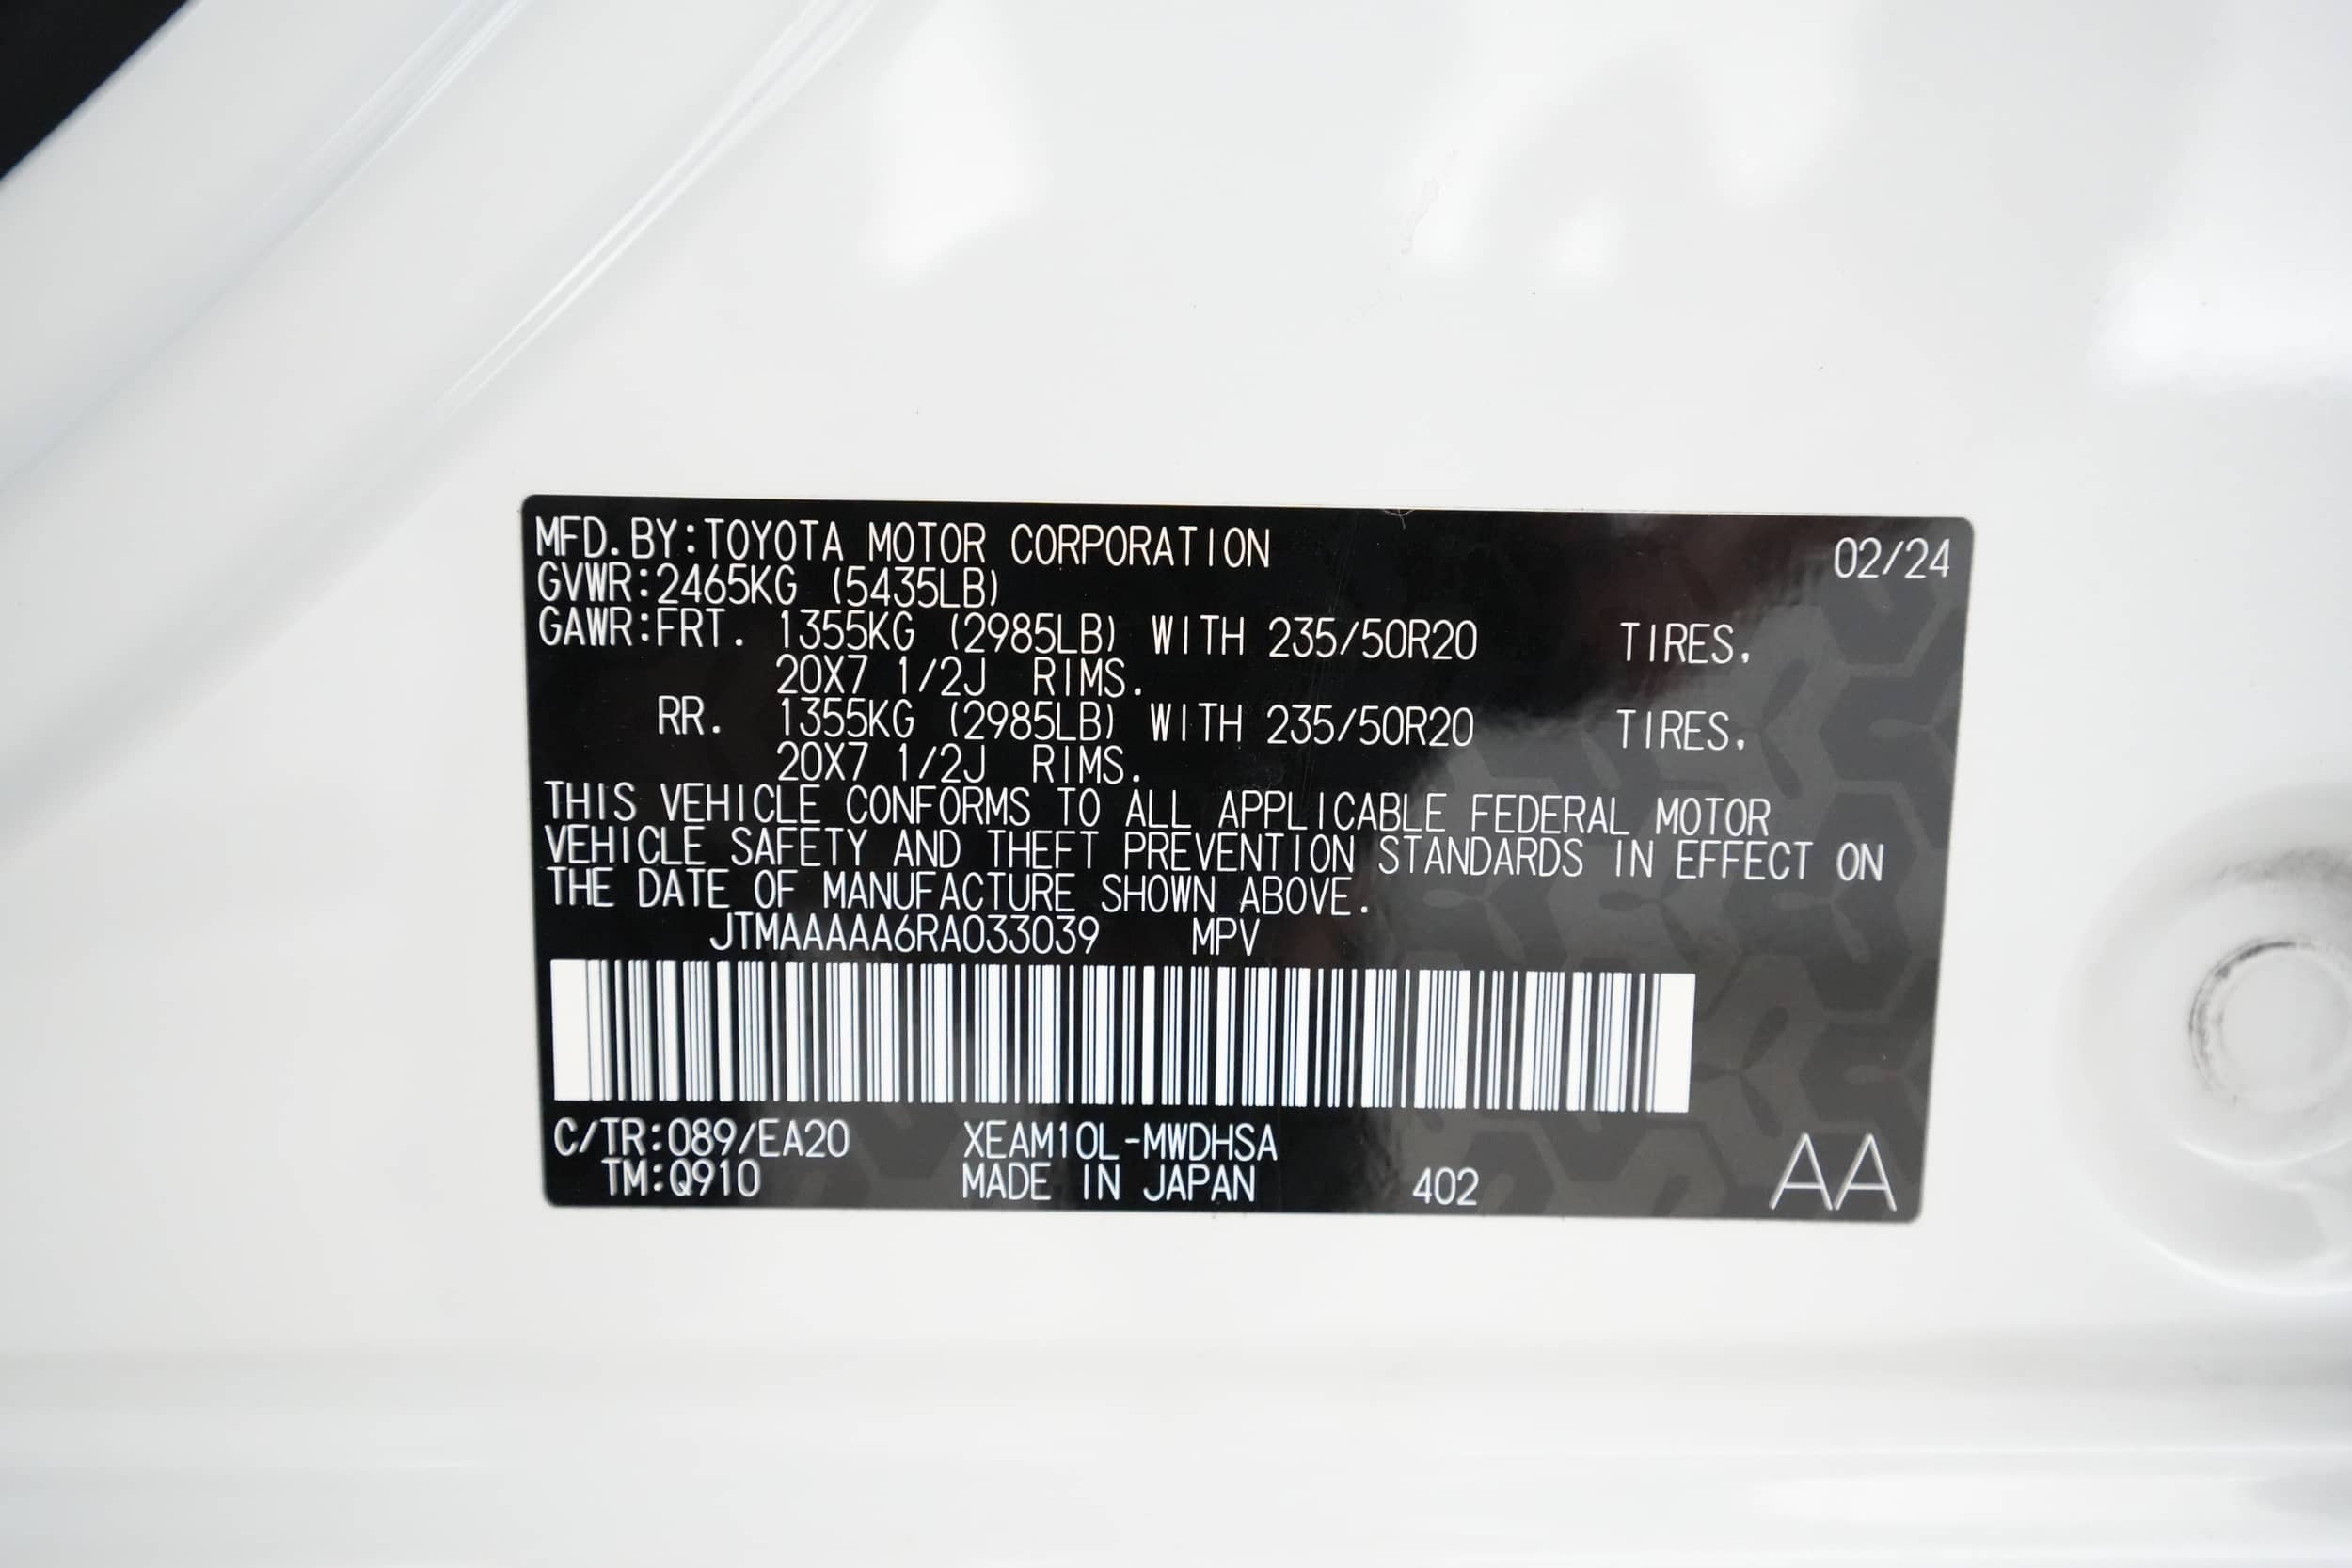 MFD.BY:TOYOTA MOTOR CORPORATION 02/24
GVWR:2465KG (5435LB)
GAWR:FRT. 1355KG (2985LB) WITH 235/50R20 TIRES,
20X7 1/2J RIMS.
RR. 1355KG (2985LB) WITH 235/50R20 TIRES,
20X7 1/2J RIMS.
THIS VEHICLE CONFORMS TO ALL APPLICABLE FEDERAL MOTOR
VEHICLE SAFETY AND THEFT PREVENTION STANDARDS IN EFFECT ON
THE DATE OF MANUFACTURE SHOWN ABOVE.
JTMAAAAA6RA033039 MPV
C/TR:089/EA20 XEAM10L-MWDHSA
TM:Q910 MADE IN JAPAN 402 AA